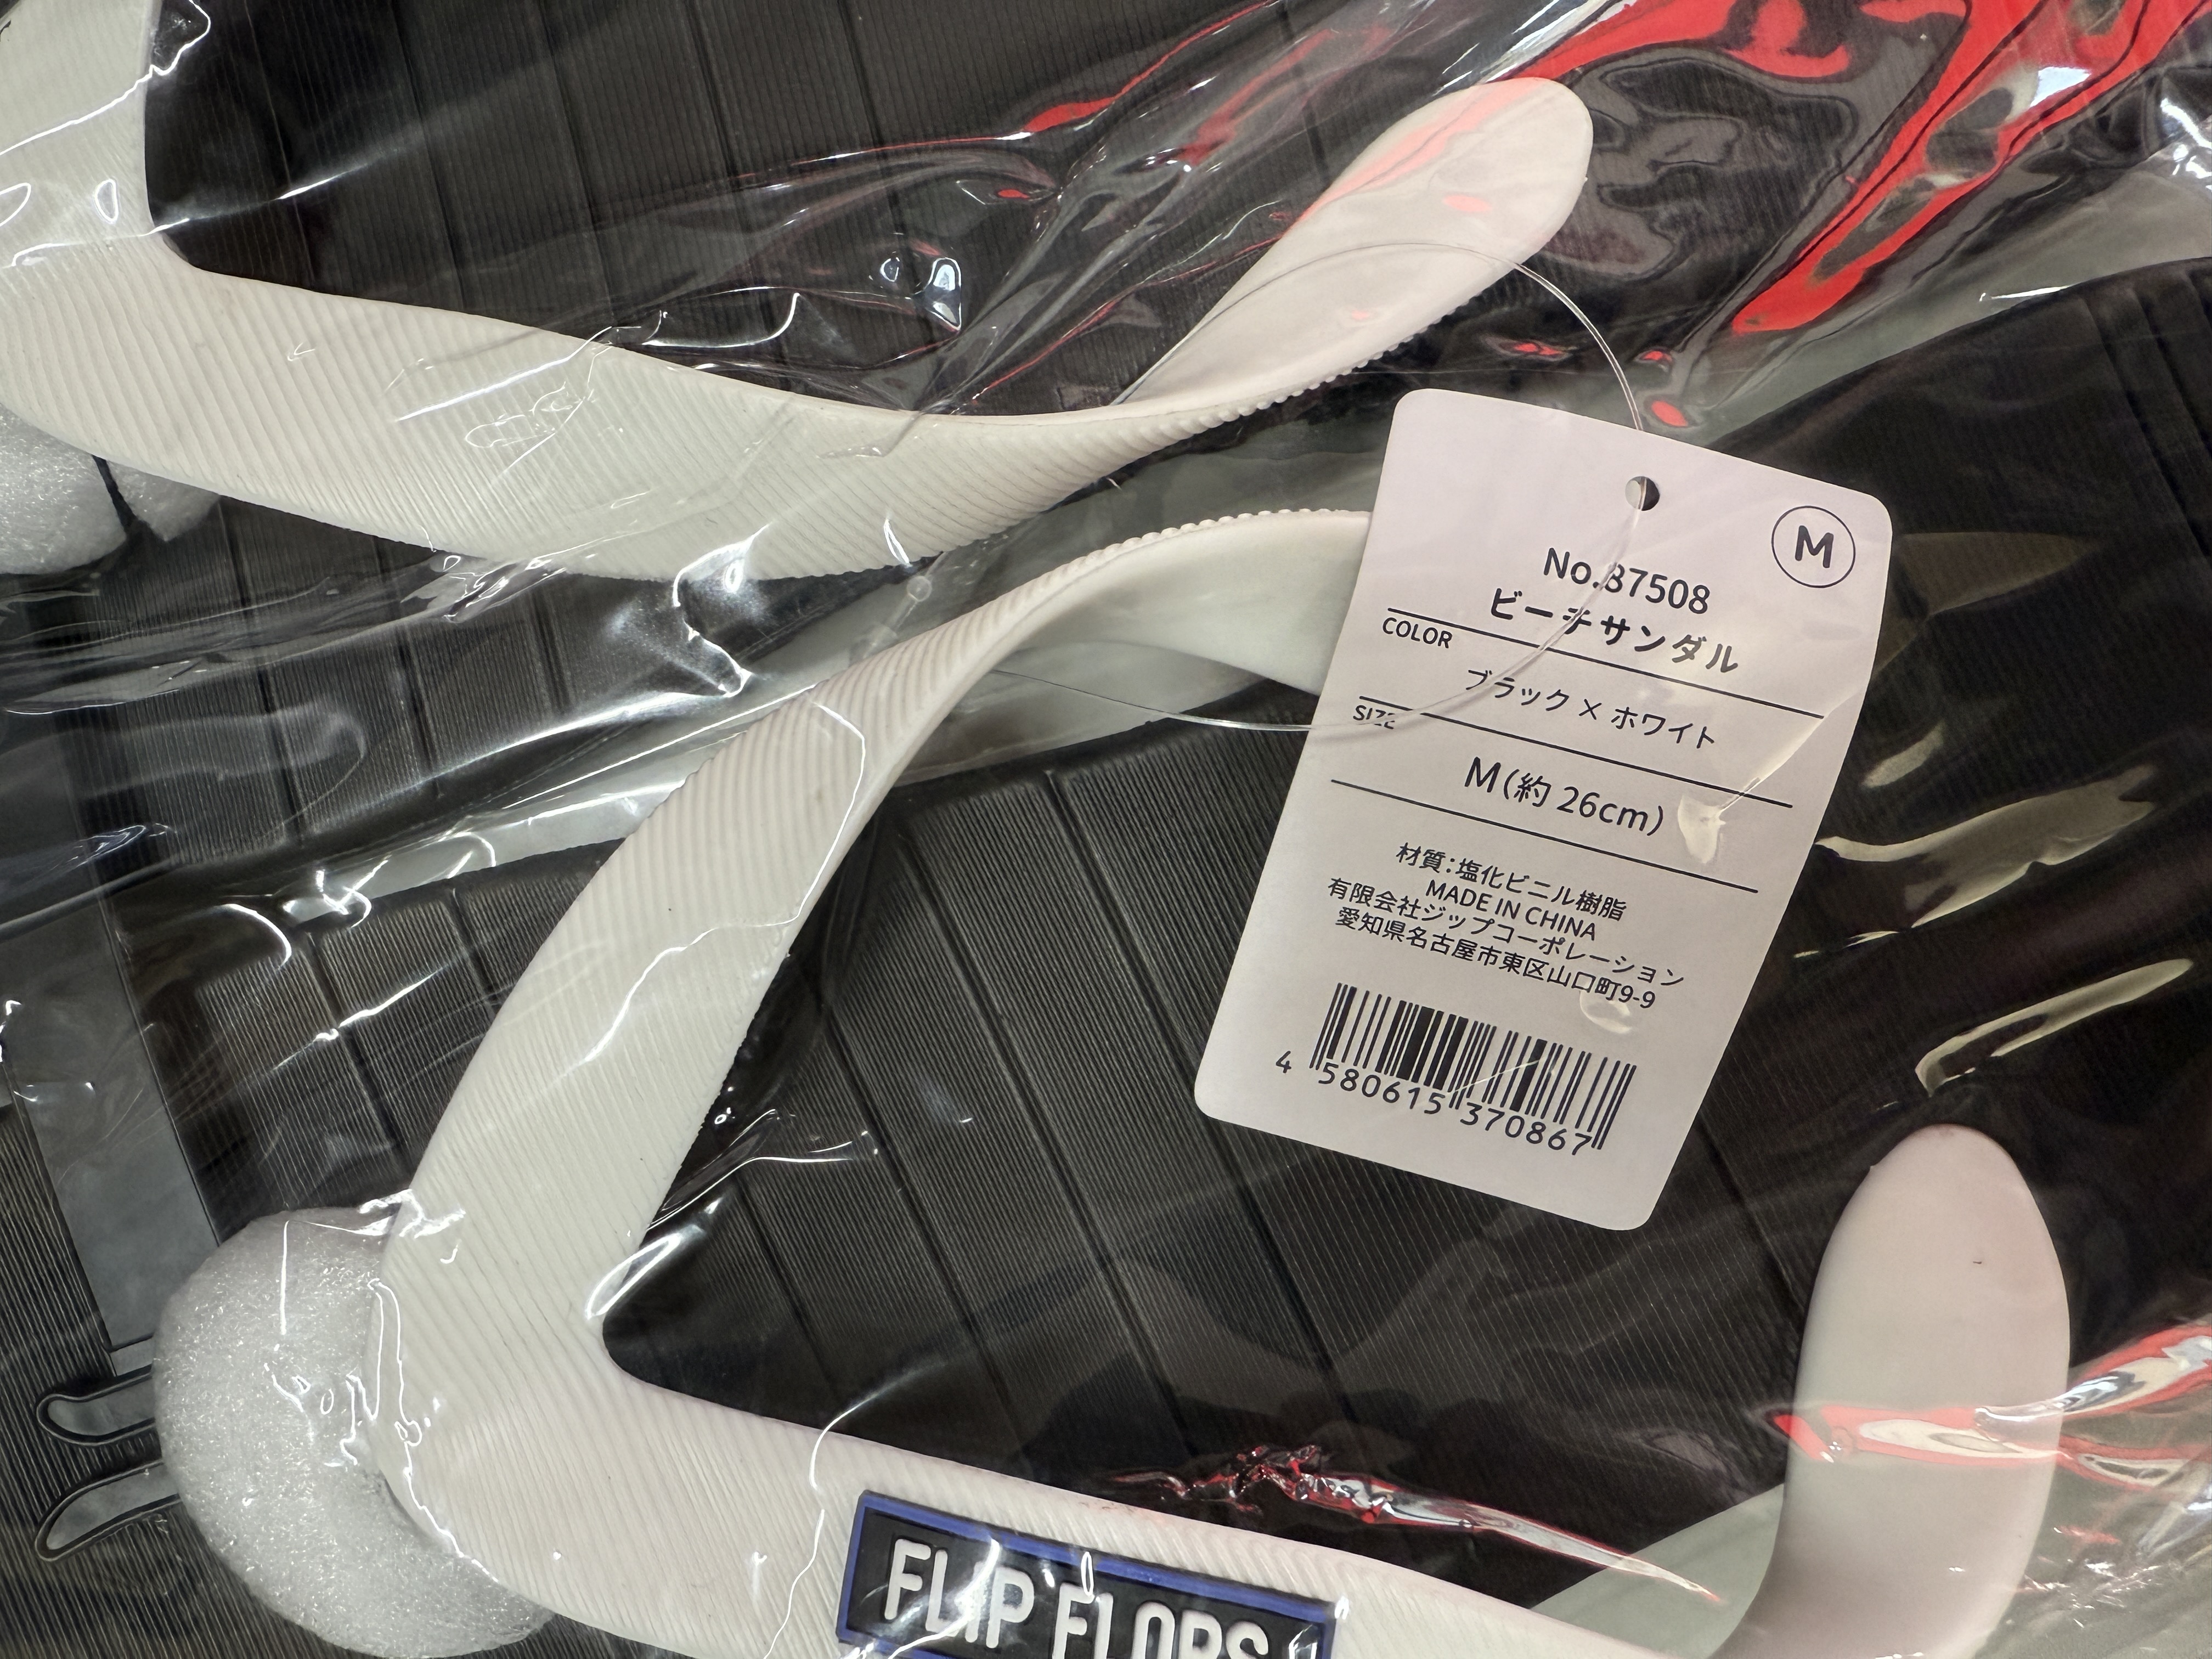 M
No.87508
ビーチサンダル
COLOR
ブラック × ホワイト
SIZE
M(約 26cm)
材質:塩化ビニル樹脂
MADE IN CHINA
有限会社ジップコーポレーション
愛知県名古屋市東区山口町9-9
4 580615 370867
FLIP FLOPS